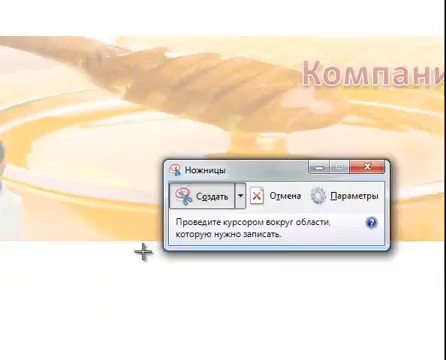 Компани
Ножницы
Создать Отмена Параметры
Проведите курсором вокруг области,
которую нужно записать.